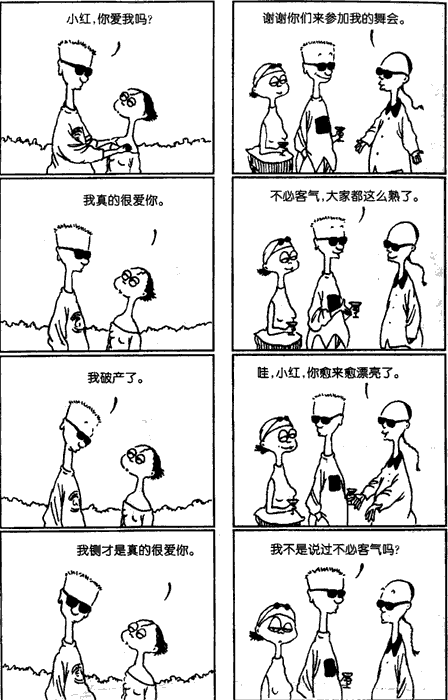 小红,你爱我吗?
我真的很爱你。
我破产了。
我刚才是真的很爱你。
谢谢你们来参加我的舞会。
不必客气,大家都这么熟了。
哇,小红,你愈来愈漂亮了。
我不是说过不必客气吗?